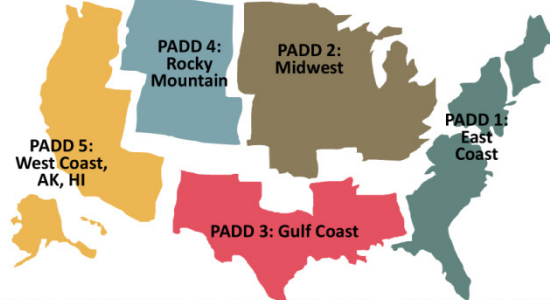 PADD 4:
Rocky
Mountain
PADD 2:
Midwest
PADD 1:
East
Coast
PADD 5:
West Coast,
AK, HI
PADD 3: Gulf Coast